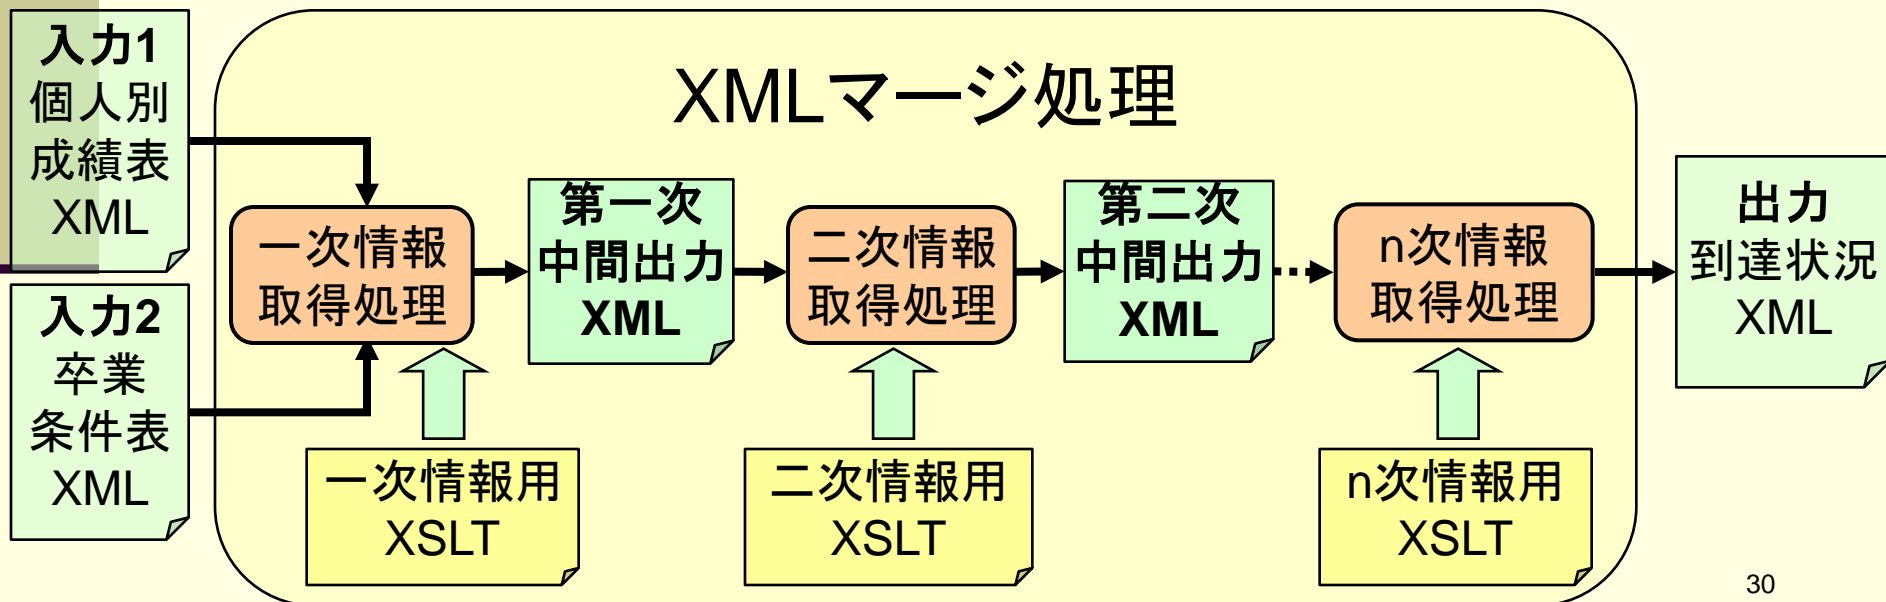 XMLマージ処理
入力1
個人別
成績表
XML
入力2
卒業
条件表
XML
一次情報
取得処理
第一次
中間出力
XML
二次情報
取得処理
第二次
中間出力
XML
n次情報
取得処理
出力
到達状況
XML
一次情報用
XSLT
二次情報用
XSLT
n次情報用
XSLT
30